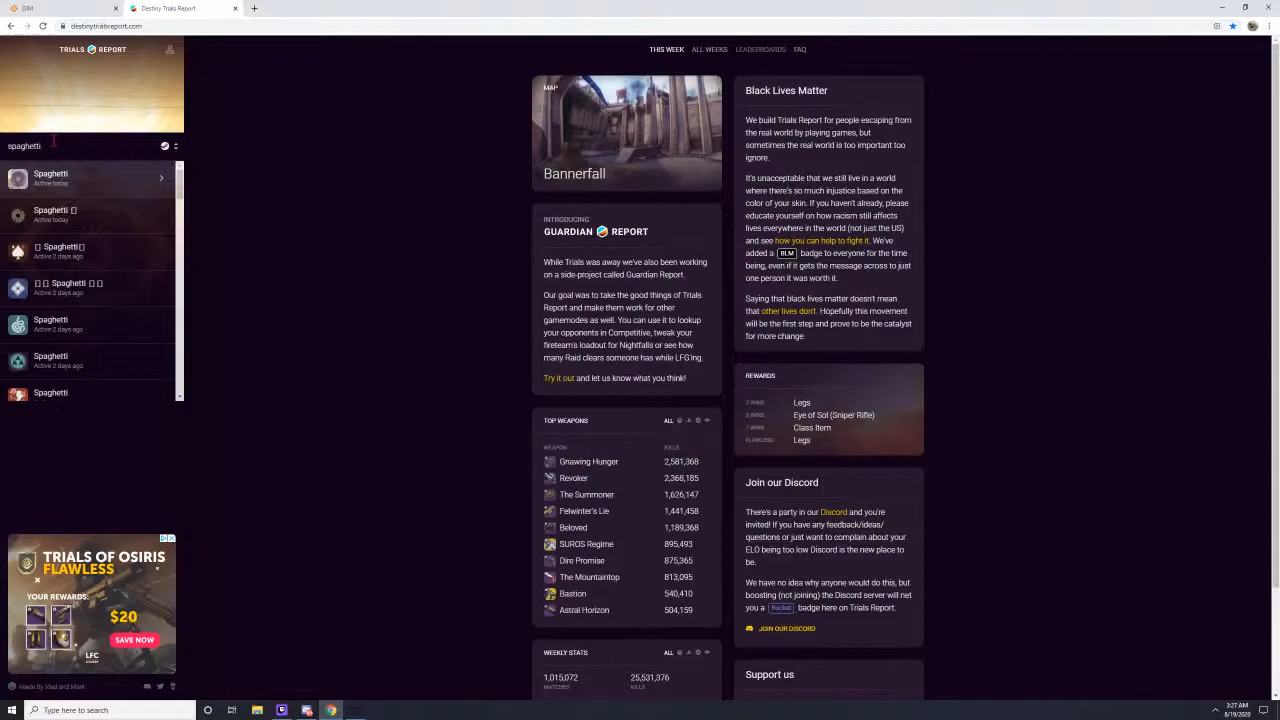 DIM
Destiny Trials Report
destinytrialsreport.com
TRIALS REPORT
THIS WEEK ALL WEEKS LEADERBOARDS FAQ
spaghetti
Spaghetti
Active today
Spaghetti
Active today
Spaghetti
Active 2 days ago
Spaghetti
Active 2 days ago
Spaghetti
Active 2 days ago
Spaghetti
Active 2 days ago
Spaghetti
TRIALS OF OSIRIS
FLAWLESS
YOUR REWARDS:
$20
SAVE NOW
LFC
Made by Vlad and Mark
MAP
Bannerfall
INTRODUCING
GUARDIAN REPORT
While Trials was away we've also been working
on a side-project called Guardian Report.
Our goal was to take the good things of Trials
Report and make them work for other
gamemodes as well. You can use it to lookup
your opponents in Competitive, tweak your
fireteam's loadout for Nightfalls or see how
many Raid clears someone has while LFG'ing.
Try it out and let us know what you think!
TOP WEAPONS ALL
WEAPON KILLS
Gnawing Hunger 2,581,368
Revoker 2,368,185
The Summoner 1,626,147
Felwinter's Lie 1,441,458
Beloved 1,189,368
SUROS Regime 895,493
Dire Promise 875,365
The Mountaintop 813,095
Bastion 540,410
Astral Horizon 504,159
WEEKLY STATS ALL
1,015,072 25,531,376
MATCHES KILLS
Black Lives Matter
We build Trials Report for people escaping from
the real world by playing games, but
sometimes the real world is too important too
ignore.
It's unacceptable that we still live in a world
where there's so much injustice based on the
color of your skin. If you haven't already, please
educate yourself on how racism still affects
lives everywhere in the world (not just the US)
and see how you can help to fight it. We've
added a BLM badge to everyone for the time
being, even if it gets the message across to just
one person it was worth it.
Saying that black lives matter doesn't mean
that other lives don't. Hopefully this movement
will be the first step and prove to be the catalyst
for more change.
REWARDS
3 WINS Legs
5 WINS Eye of Sol (Sniper Rifle)
7 WINS Class Item
FLAWLESS Legs
Join our Discord
There's a party in our Discord and you're
invited! If you have any feedback/ideas/
questions or just want to complain about your
ELO being too low Discord is the new place to
be.
We have no idea why anyone would do this, but
boosting (not joining) the Discord server will net
you a Rocket badge here on Trials Report.
JOIN OUR DISCORD
Support us
Type here to search
3:27 AM
8/19/2020